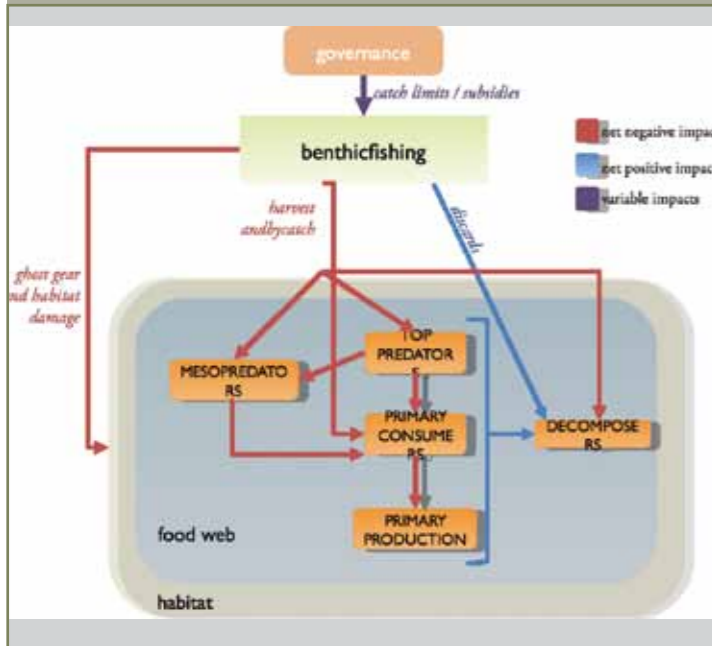 governance
catch limits / subsidies
benthicfishing
net negative impac
net positive impac
variable impacts
harvest
andbycatch
discards
ghost gear
nd habitat
damage
TOP
PREDATOR
S
MESOPREDATO
RS
PRIMARY
CONSUME
RS
DECOMPOSE
RS
PRIMARY
PRODUCTION
food web
habitat